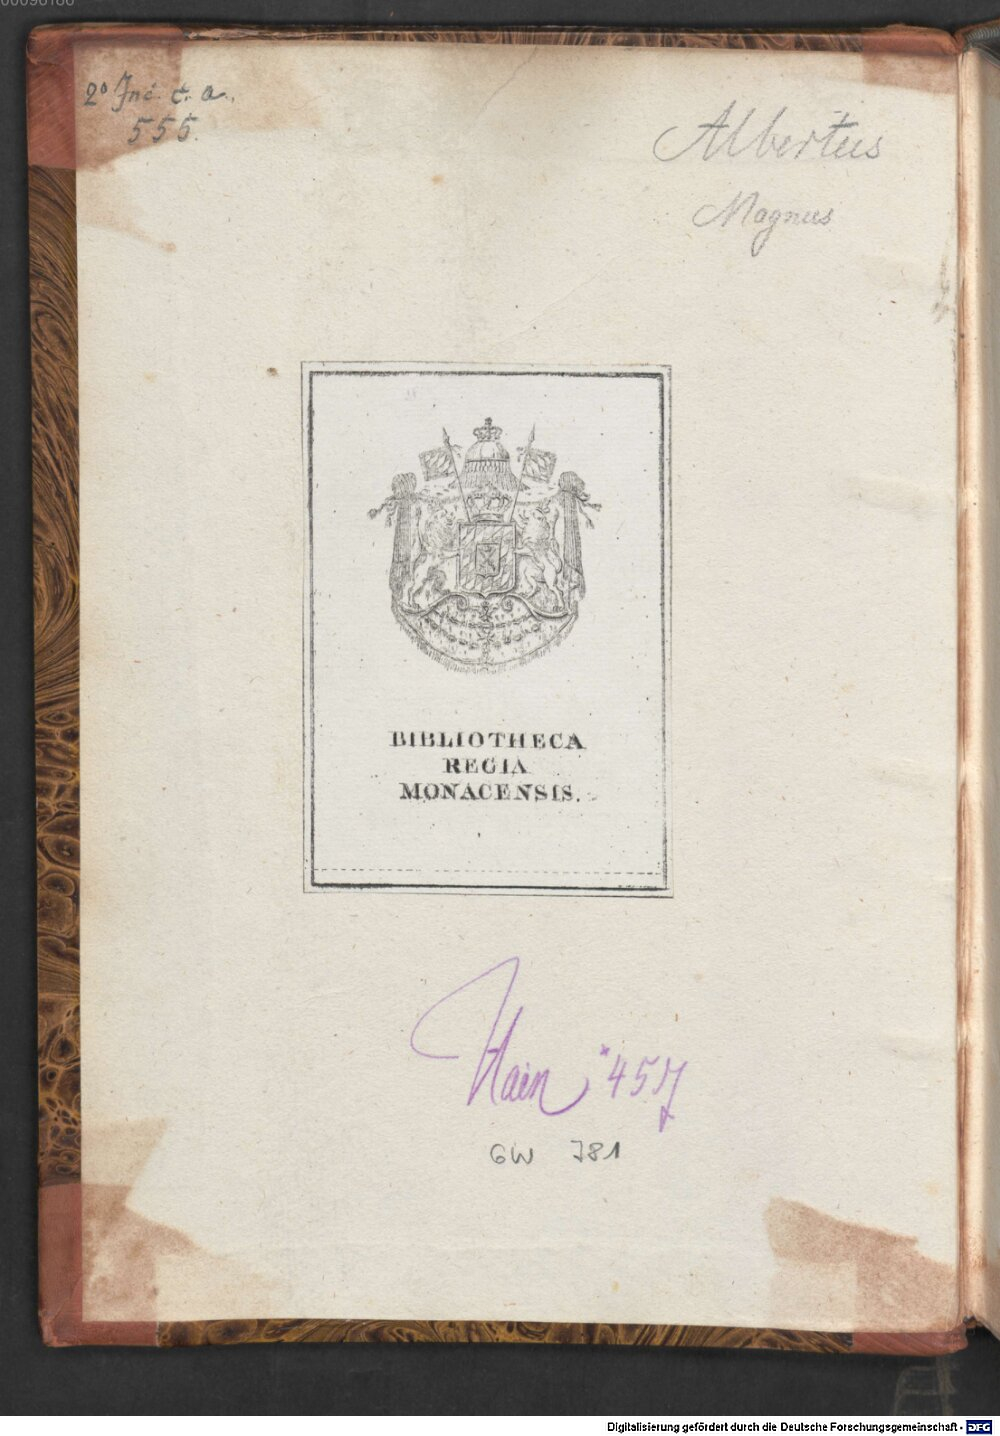 2° Inc. c. a.
555.
Albertus
Magnus
BIBLIOTHECA
REGIA
MONACENSIS.
Hain *457
GW 781
Digitalisierung gefördert durch die Deutsche Forschungsgemeinschaft - DFG